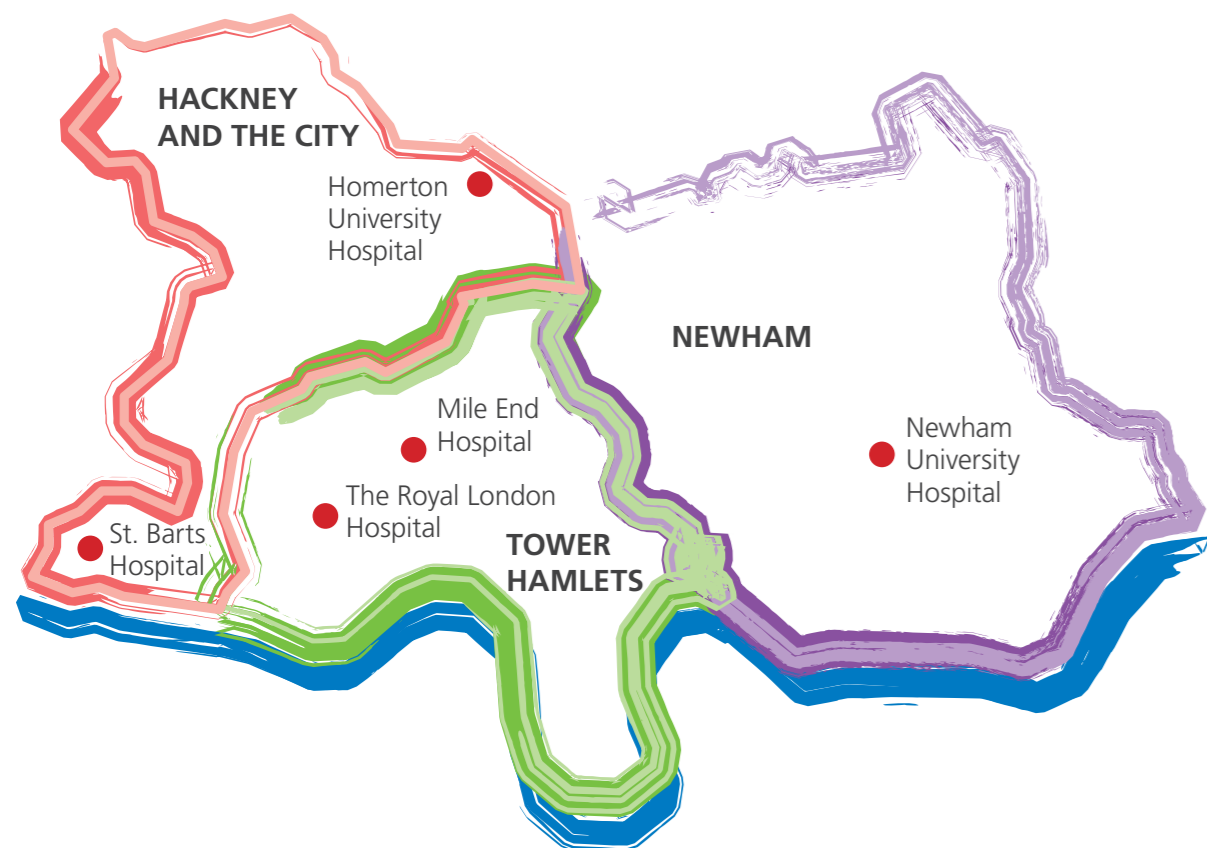 HACKNEY
AND THE CITY
Homerton
University
Hospital
NEWHAM
Mile End
Hospital
Newham
University
Hospital
The Royal London
Hospital
St. Barts
Hospital
TOWER
HAMLETS